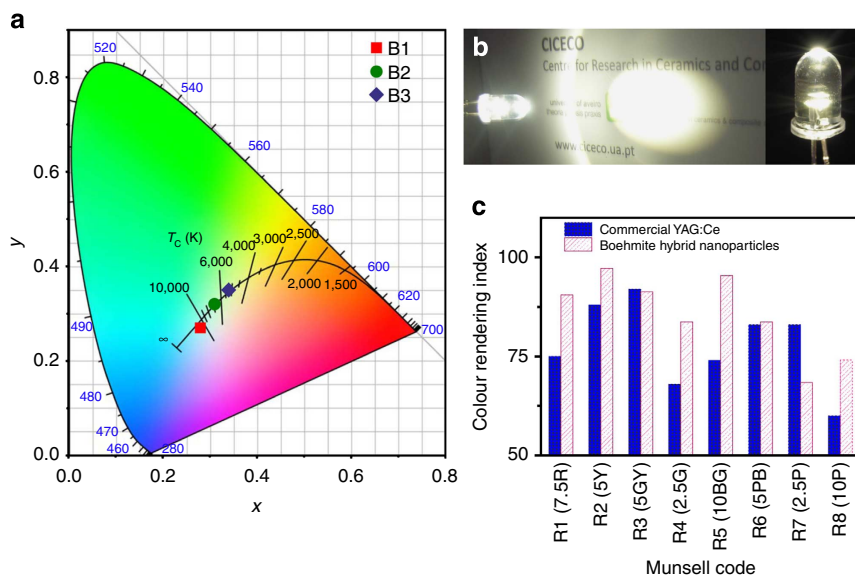 a
0.8
0.6
0.4
0.2
0.0
y
0.0
0.2
0.4
0.6
0.8
x
B1
B2
B3
520
540
560
580
600
620
700
490
480
470
460
280
T_C (K)
∞
10,000
6,000
4,000
3,000
2,500
2,000
1,500
b
CICECO
Centre for Research in Ceramics and Com
www.ciceco.ua.pt
c
Commercial YAG:Ce
Boehmite hybrid nanoparticles
Colour rendering index
100
75
50
R1 (7.5R)
R2 (5Y)
R3 (5GY)
R4 (2.5G)
R5 (10BG)
R6 (5PB)
R7 (2.5P)
R8 (10P)
Munsell code